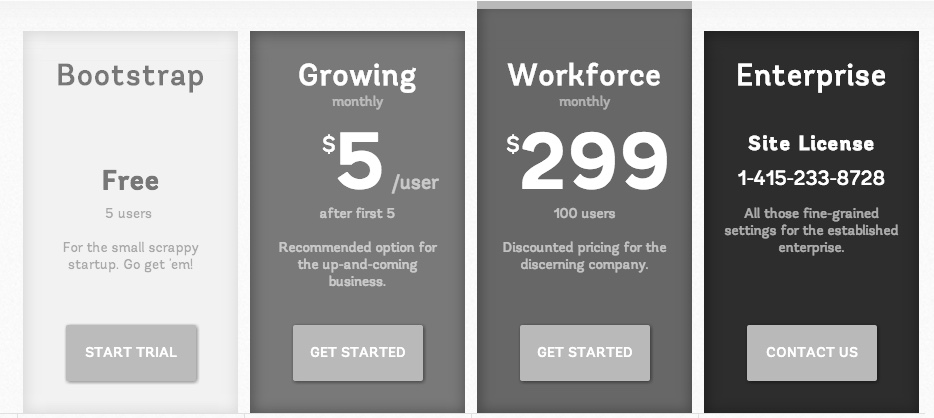 Bootstrap
Free
5 users
For the small scrappy
startup. Go get 'em!
START TRIAL
Growing
monthly
$5 /user
after first 5
Recommended option for
the up-and-coming
business.
GET STARTED
Workforce
monthly
$299
100 users
Discounted pricing for the
discerning company.
GET STARTED
Enterprise
Site License
1-415-233-8728
All those fine-grained
settings for the established
enterprise.
CONTACT US